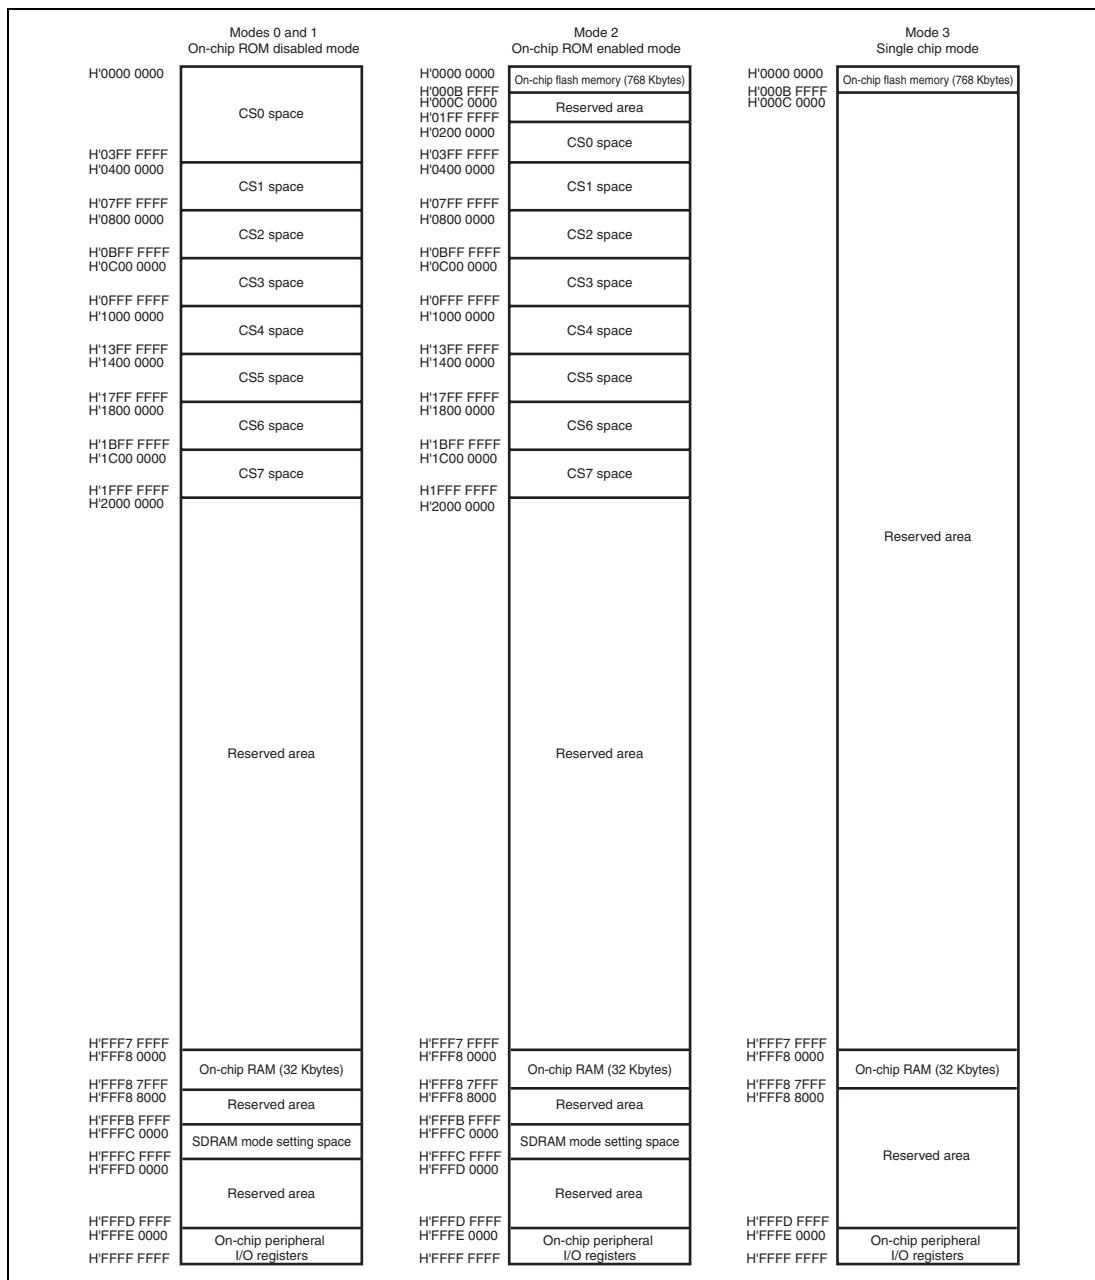 Modes 0 and 1
On-chip ROM disabled mode
H'0000 0000
CS0 space
H'03FF FFFF
H'0400 0000
CS1 space
H'07FF FFFF
H'0800 0000
CS2 space
H'0BFF FFFF
H'0C00 0000
CS3 space
H'0FFF FFFF
H'1000 0000
CS4 space
H'13FF FFFF
H'1400 0000
CS5 space
H'17FF FFFF
H'1800 0000
CS6 space
H'1BFF FFFF
H'1C00 0000
CS7 space
H'1FFF FFFF
H'2000 0000
Reserved area
H'FFF7 FFFF
H'FFF8 0000
On-chip RAM (32 Kbytes)
H'FFF8 7FFF
H'FFF8 8000
Reserved area
H'FFFB FFFF
H'FFFC 0000
SDRAM mode setting space
H'FFFC FFFF
H'FFFD 0000
Reserved area
H'FFFD FFFF
H'FFFE 0000
On-chip peripheral
I/O registers
H'FFFF FFFF
Mode 2
On-chip ROM enabled mode
H'0000 0000
On-chip flash memory (768 Kbytes)
H'000B FFFF
H'000C 0000
Reserved area
H'01FF FFFF
H'0200 0000
CS0 space
H'03FF FFFF
H'0400 0000
CS1 space
H'07FF FFFF
H'0800 0000
CS2 space
H'0BFF FFFF
H'0C00 0000
CS3 space
H'0FFF FFFF
H'1000 0000
CS4 space
H'13FF FFFF
H'1400 0000
CS5 space
H'17FF FFFF
H'1800 0000
CS6 space
H'1BFF FFFF
H'1C00 0000
CS7 space
H1FFF FFFF
H'2000 0000
Reserved area
H'FFF7 FFFF
H'FFF8 0000
On-chip RAM (32 Kbytes)
H'FFF8 7FFF
H'FFF8 8000
Reserved area
H'FFFB FFFF
H'FFFC 0000
SDRAM mode setting space
H'FFFC FFFF
H'FFFD 0000
Reserved area
H'FFFD FFFF
H'FFFE 0000
On-chip peripheral
I/O registers
H'FFFF FFFF
Mode 3
Single chip mode
H'0000 0000
On-chip flash memory (768 Kbytes)
H'000B FFFF
H'000C 0000
Reserved area
H'FFF7 FFFF
H'FFF8 0000
On-chip RAM (32 Kbytes)
H'FFF8 7FFF
H'FFF8 8000
Reserved area
H'FFFD FFFF
H'FFFE 0000
On-chip peripheral
I/O registers
H'FFFF FFFF